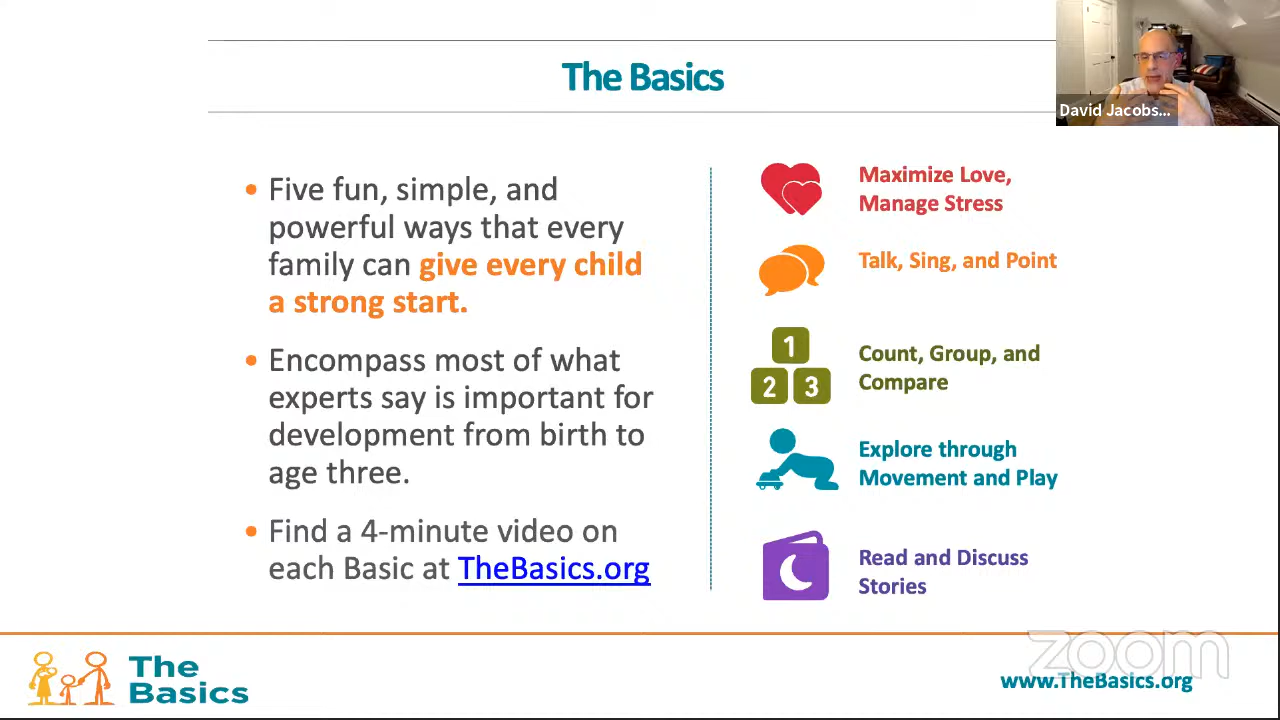 The Basics
David Jacobs...
• Five fun, simple, and
powerful ways that every
family can give every child
a strong start.
• Encompass most of what
experts say is important for
development from birth to
age three.
• Find a 4-minute video on
each Basic at TheBasics.org
Maximize Love,
Manage Stress
Talk, Sing, and Point
1
2 3
Count, Group, and
Compare
Explore through
Movement and Play
Read and Discuss
Stories
The
Basics
zoom
www.TheBasics.org